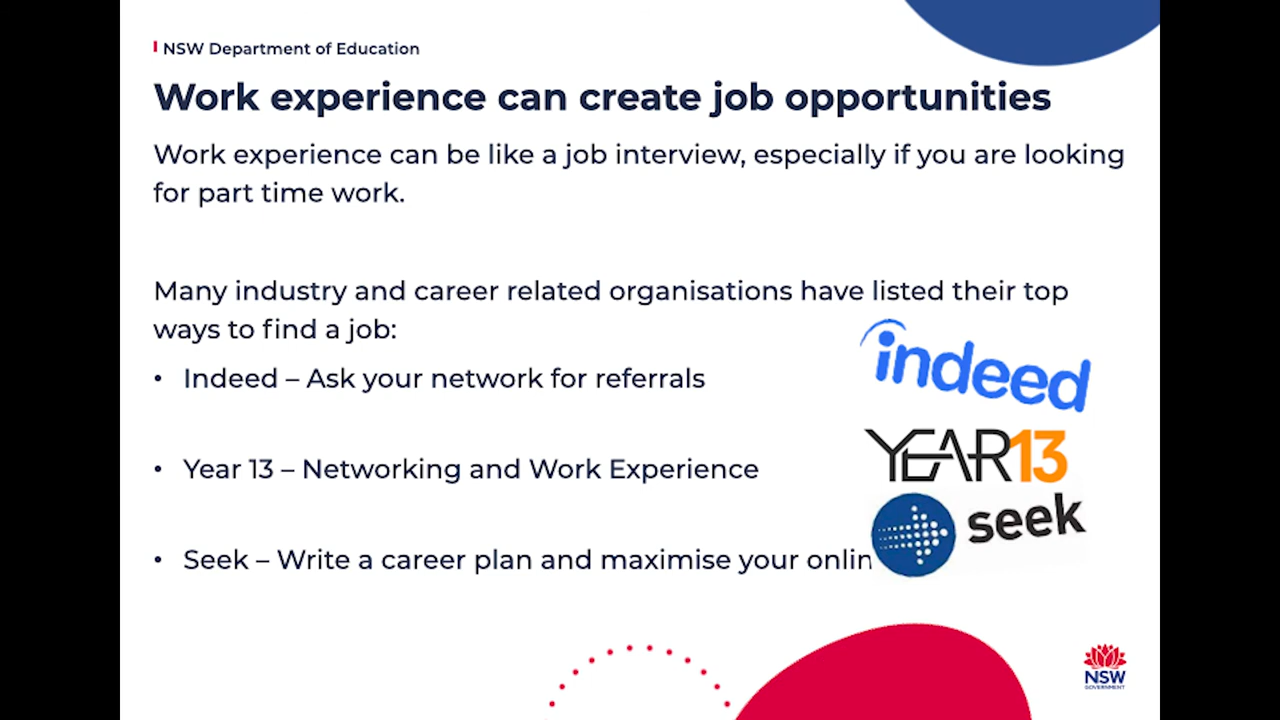 NSW Department of Education
Work experience can create job opportunities
Work experience can be like a job interview, especially if you are looking
for part time work.
Many industry and career related organisations have listed their top
ways to find a job:
• Indeed – Ask your network for referrals
• Year 13 – Networking and Work Experience
• Seek – Write a career plan and maximise your onlin
indeed
YEAR13
seek
NSW
GOVERNMENT